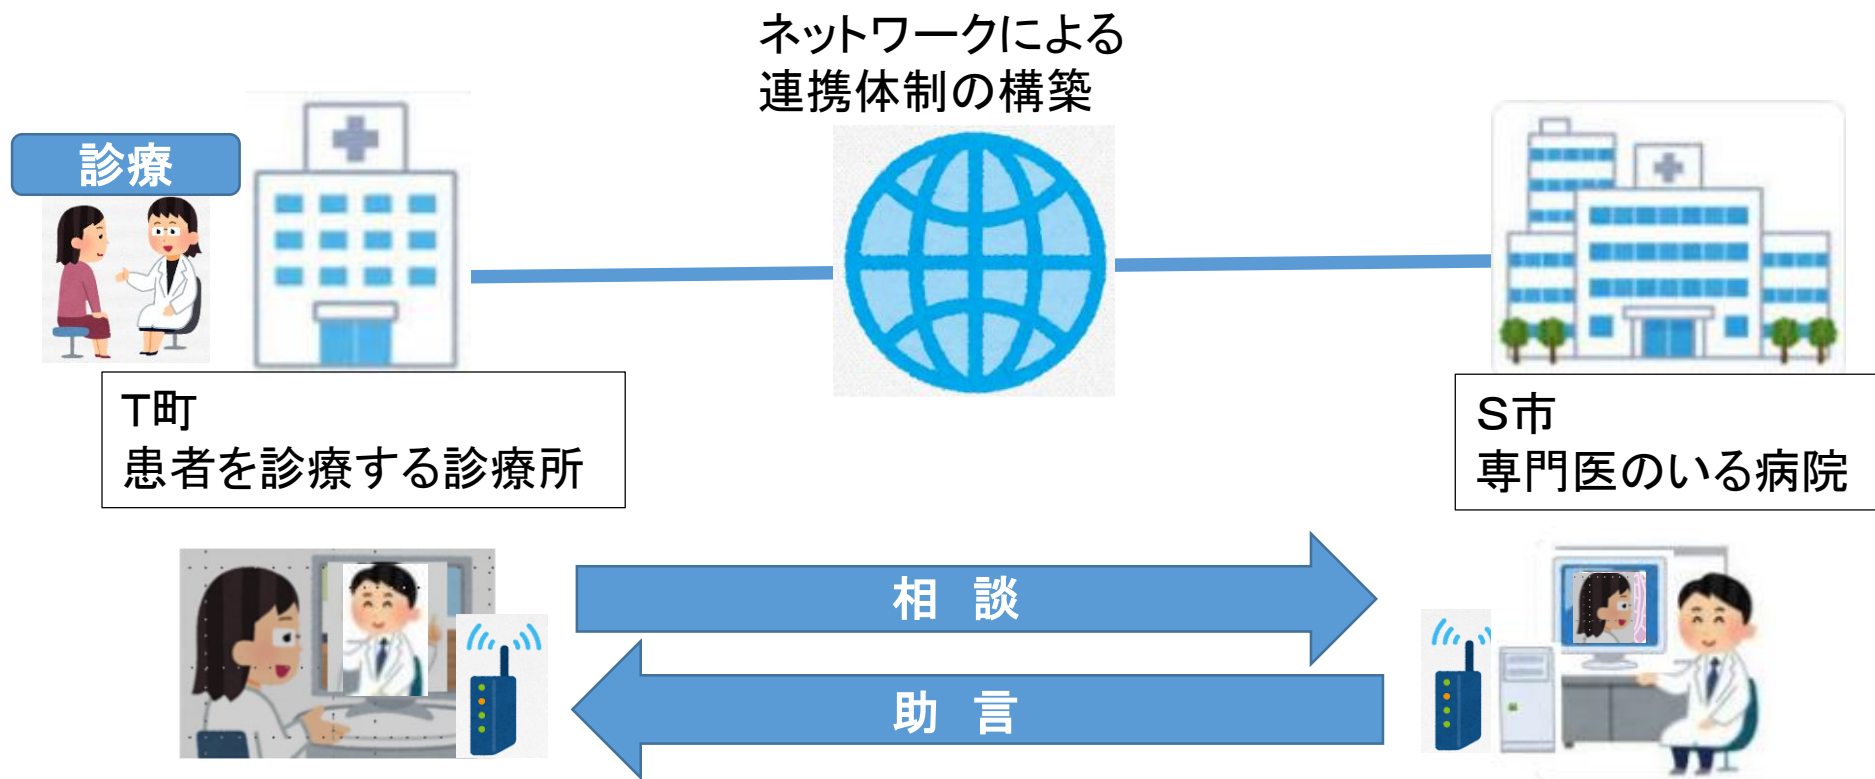 ネットワークによる
連携体制の構築
診療
T町
患者を診療する診療所
S市
専門医のいる病院
相　談
助　言